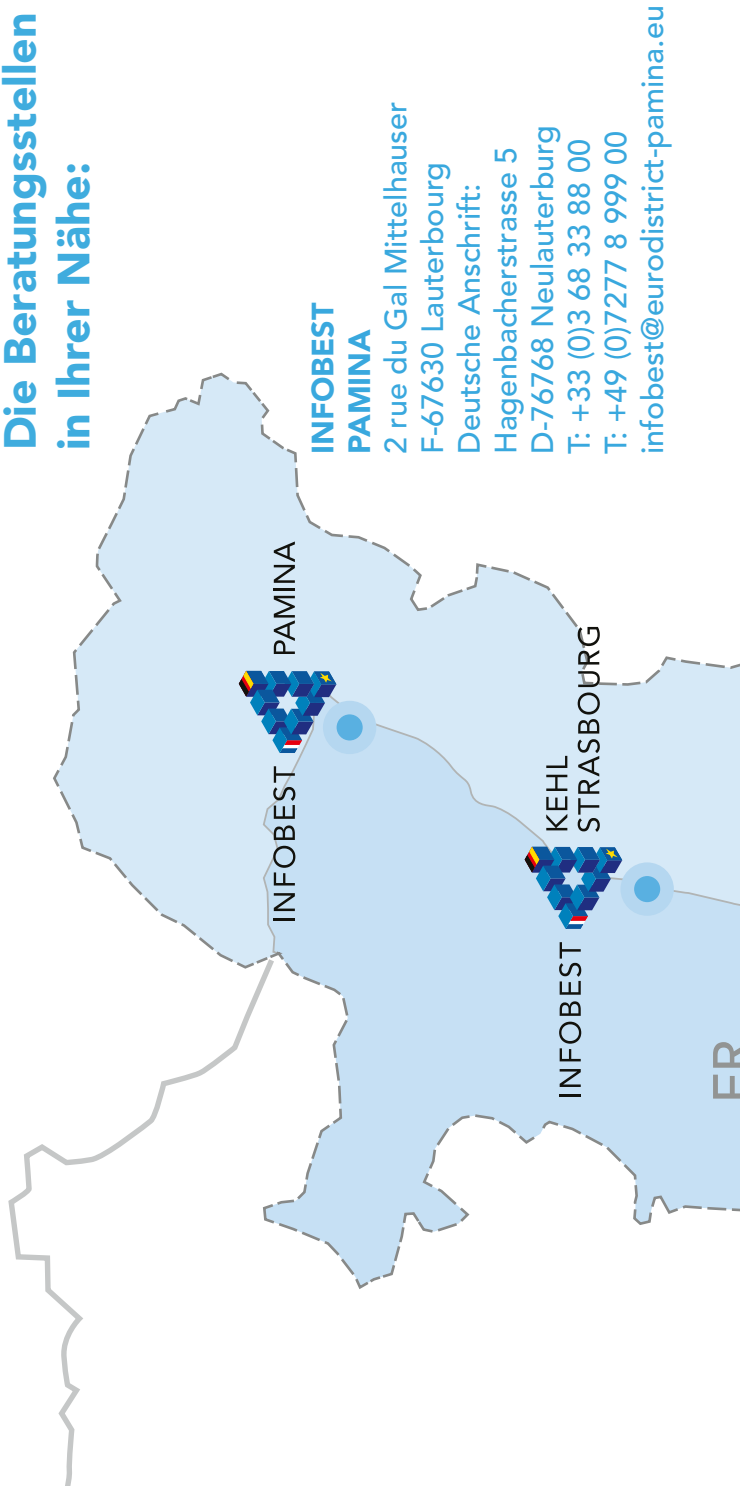 Die Beratungsstellen
in Ihrer Nähe:
INFOBEST
PAMINA
2 rue du Gal Mittelhauser
F-67630 Lauterbourg
Deutsche Anschrift:
Hagenbacherstrasse 5
D-76768 Neulauterburg
T: +33 (0)3 68 33 88 00
T: +49 (0)7277 8 999 00
infobest@eurodistrict-pamina.eu
INFOBEST PAMINA
INFOBEST KEHL
STRASBOURG
ER